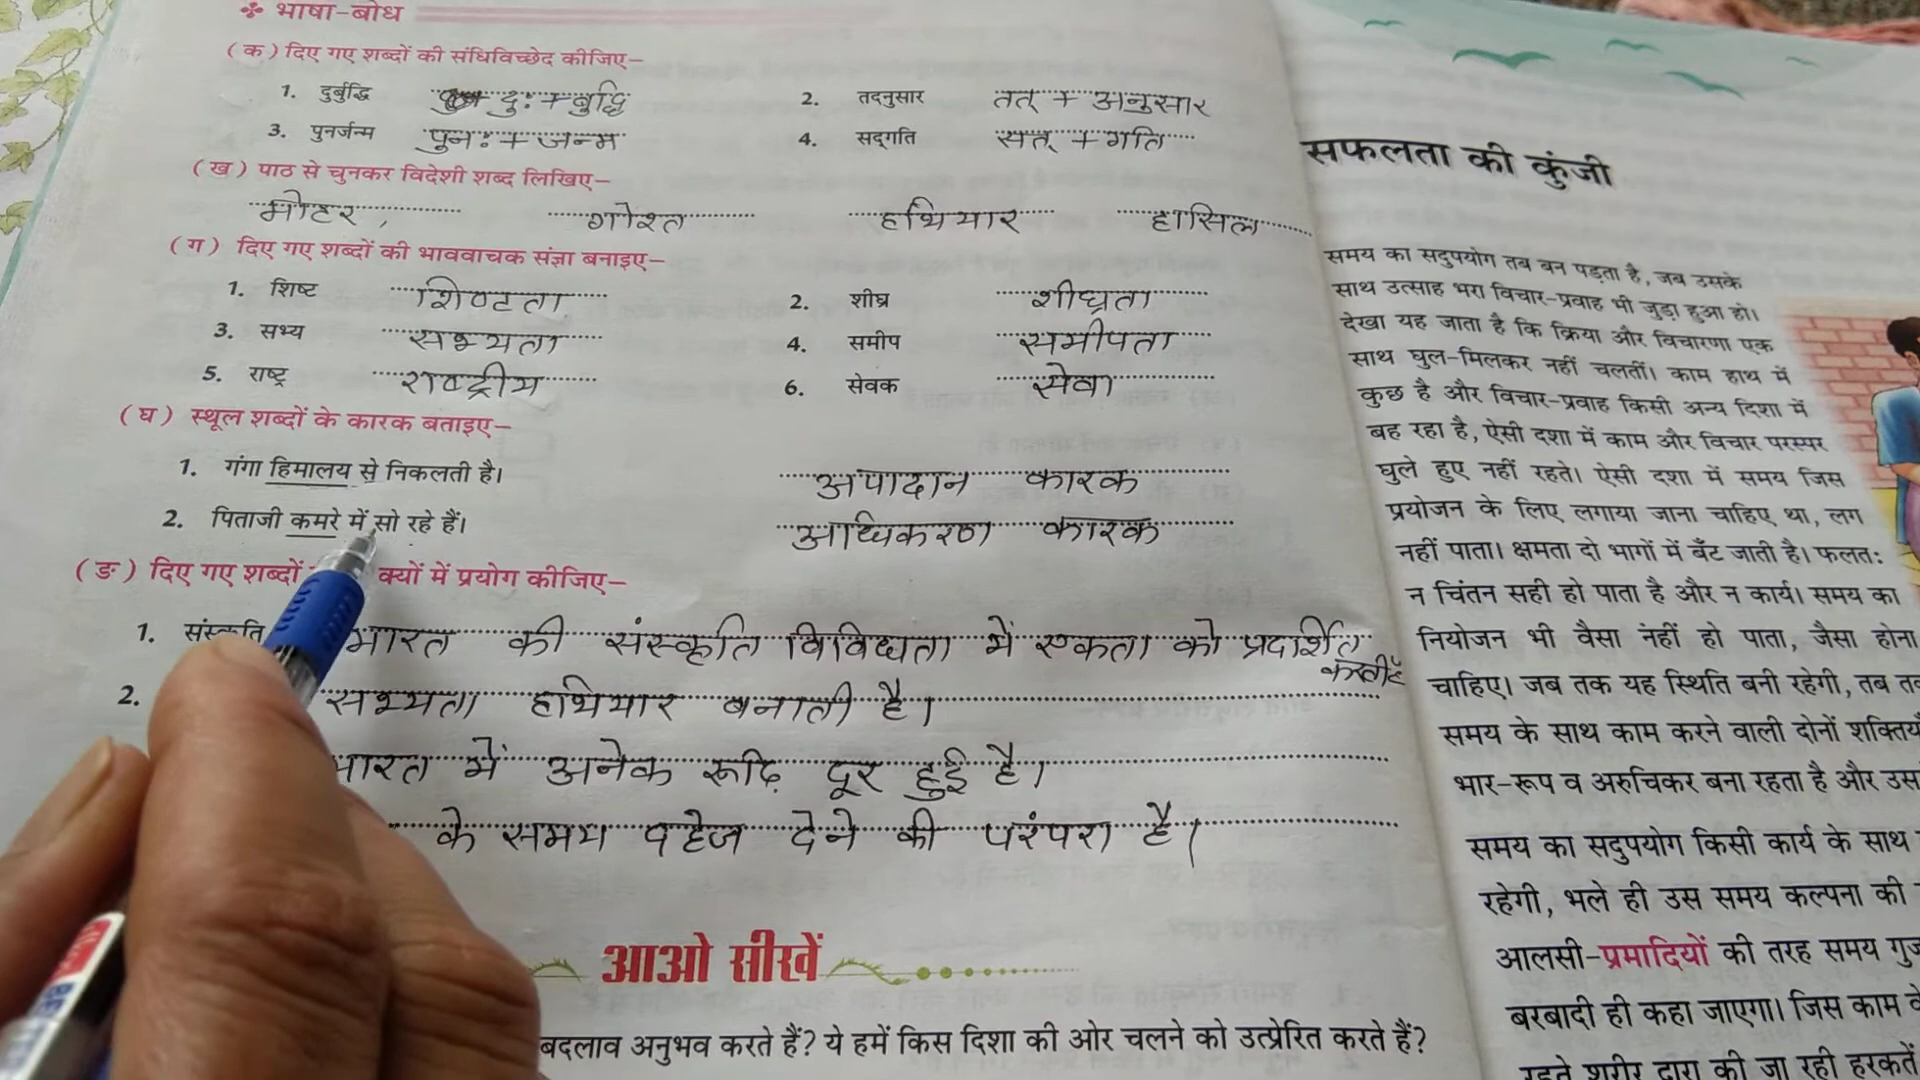 ❖ भाषा-बोध
(क) दिए गए शब्दों की संधिविच्छेद कीजिए–
1. दुर्बुद्धि दुः + बुद्धि 2. तदनुसार तत् + अनुसार
3. पुनर्जन्म पुनः + जन्म 4. सद्गति सत् + गति
(ख) पाठ से चुनकर विदेशी शब्द लिखिए–
मोटर, गोश्त हथियार हासिल
(ग) दिए गए शब्दों की भाववाचक संज्ञा बनाइए–
1. शिष्ट शिष्टता 2. शीघ्र शीघ्रता
3. सभ्य सभ्यता 4. समीप समीपता
5. राष्ट्र राष्ट्रीय 6. सेवक सेवा
(घ) स्थूल शब्दों के कारक बताइए–
1. गंगा हिमालय से निकलती है। अपादान कारक
2. पिताजी कमरे में सो रहे हैं। अधिकरण कारक
(ङ) दिए गए शब्दों क्यों में प्रयोग कीजिए–
1. संस्कृति भारत की संस्कृति विविधता में एकता को प्रदर्शित
करती है
2. सभ्यता हथियार बनाती है।
भारत में अनेक रूढ़ि दूर हुई है।
के समय दहेज देने की परंपरा है।
आओ सीखें
बदलाव अनुभव करते हैं? ये हमें किस दिशा की ओर चलने को उत्प्रेरित करते हैं?
सफलता की कुंजी
समय का सदुपयोग तब बन पड़ता है, जब उसके
साथ उत्साह भरा विचार-प्रवाह भी जुड़ा हुआ हो।
देखा यह जाता है कि क्रिया और विचारणा एक
साथ घुल-मिलकर नहीं चलतीं। काम हाथ में
कुछ है और विचार-प्रवाह किसी अन्य दिशा में
बह रहा है, ऐसी दशा में काम और विचार परस्पर
घुले हुए नहीं रहते। ऐसी दशा में समय जिस
प्रयोजन के लिए लगाया जाना चाहिए था, लग
नहीं पाता। क्षमता दो भागों में बँट जाती है। फलतः
न चिंतन सही हो पाता है और न कार्य। समय का
नियोजन भी वैसा नहीं हो पाता, जैसा होना
चाहिए। जब तक यह स्थिति बनी रहेगी, तब
समय के साथ काम करने वाली दोनों
भार-रूप व अरुचिकर बना रहता है और
समय का सदुपयोग किसी कार्य के साथ
रहेगी, भले ही उस समय कल्पना की
आलसी-प्रमादियों की तरह समय
बरबादी ही कहा जाएगा। जिस काम
रहते शरीर द्वारा की जा रही हरकतें